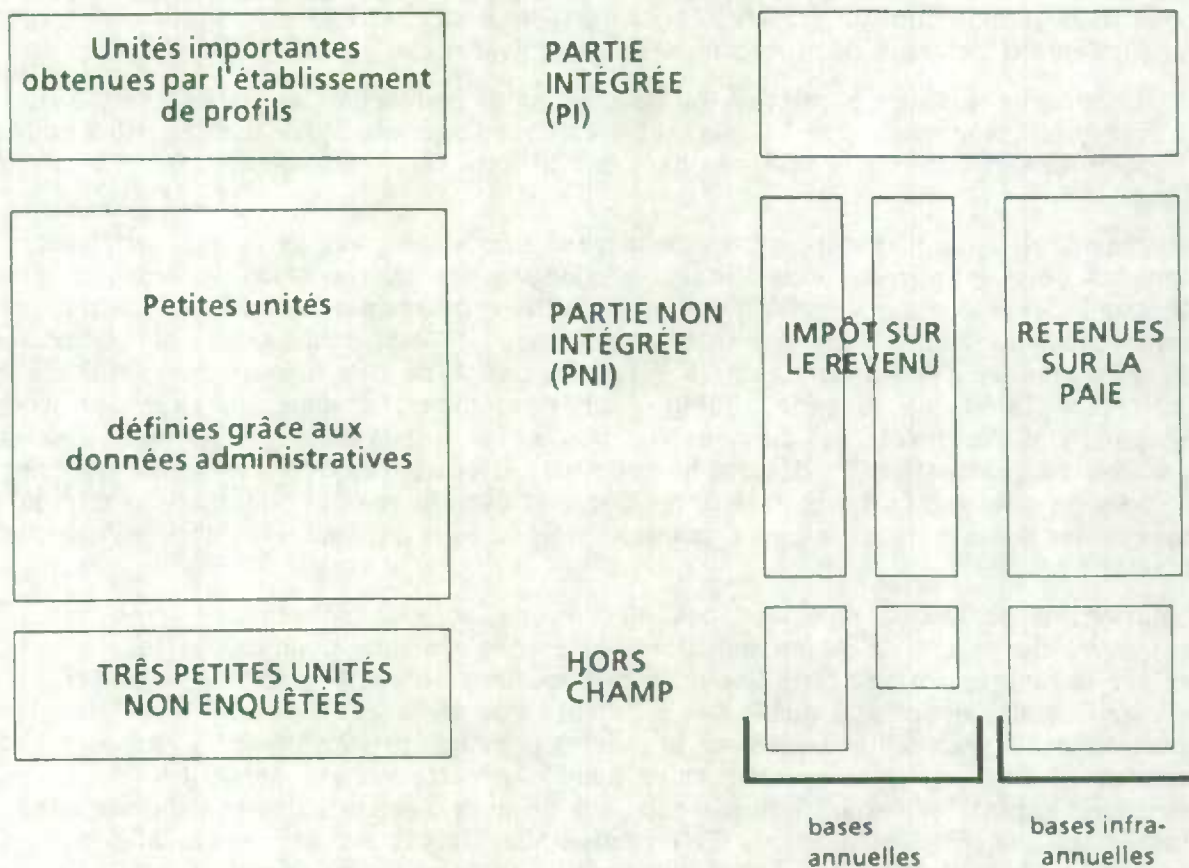 Unités importantes
obtenues par l'établissement
de profils
PARTIE
INTÉGRÉE
(PI)
Petites unités
définies grâce aux
données administratives
PARTIE NON
INTÉGRÉE
(PNI)
IMPÔT SUR
LE REVENU
RETENUES
SUR LA
PAIE
TRÊS PETITES UNITÉS
NON ENQUÊTÉES
HORS
CHAMP
bases
annuelles
bases infra-
annuelles